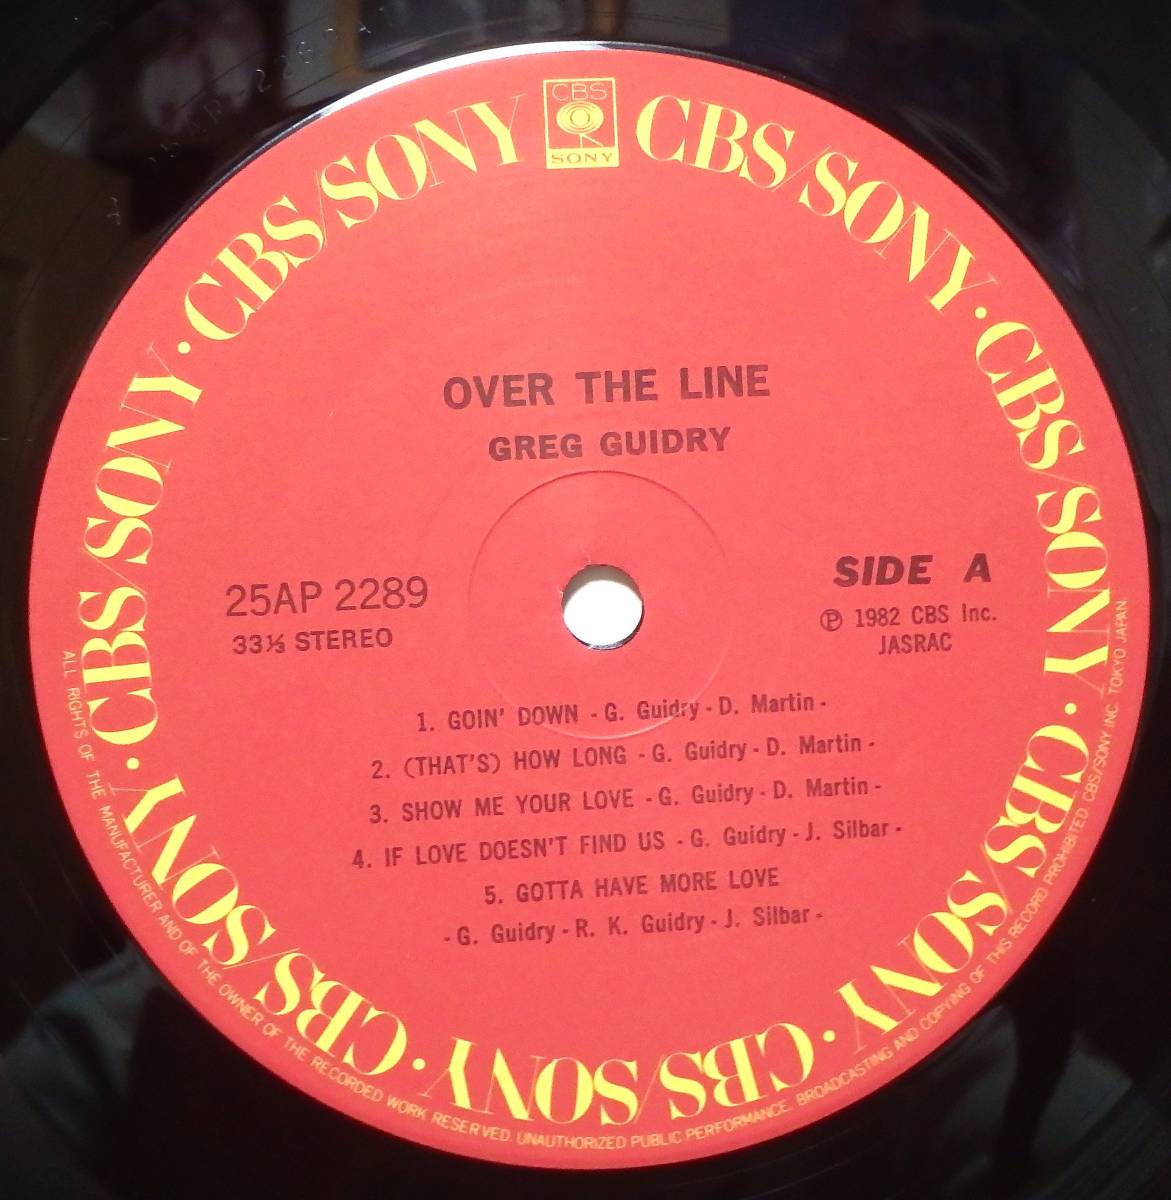 CBS
SONY
CBS/SONY · CBS/SONY · CBS/SONY · CBS/SONY · CBS/SONY · CBS/SONY · CBS/SONY
OVER THE LINE
GREG GUIDRY
25AP 2289
33⅓ STEREO
SIDE A
Ⓟ 1982 CBS Inc.
JASRAC
1. GOIN' DOWN - G. Guidry - D. Martin -
2. (THAT'S) HOW LONG - G. Guidry - D. Martin -
3. SHOW ME YOUR LOVE - G. Guidry - D. Martin -
4. IF LOVE DOESN'T FIND US - G. Guidry - J. Silbar -
5. GOTTA HAVE MORE LOVE
- G. Guidry - R. K. Guidry - J. Silbar -
ALL RIGHTS OF THE MANUFACTURER AND OF THE OWNER OF THE RECORDED WORK RESERVED. UNAUTHORIZED PUBLIC PERFORMANCE. BROADCASTING AND COPYING OF THIS RECORD PROHIBITED CBS/SONY INC. TOKYO JAPAN